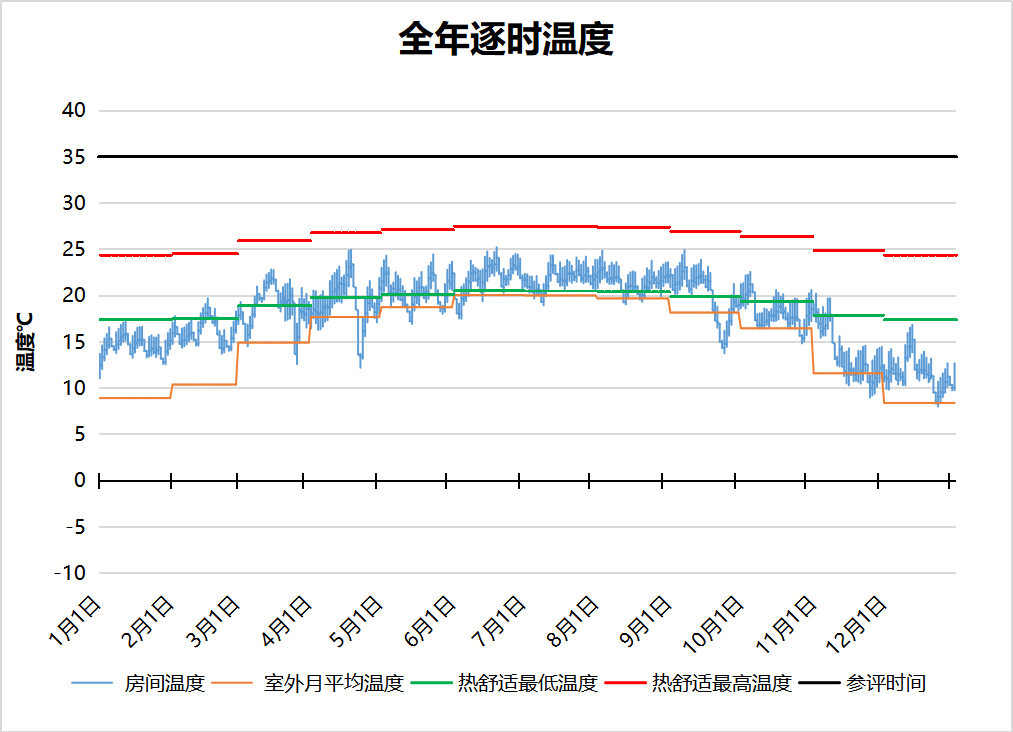 全年逐时温度
40
35
30
25
20
15
10
5
0
-5
-10
温度℃
1月1日
2月1日
3月1日
4月1日
5月1日
6月1日
7月1日
8月1日
9月1日
10月1日
11月1日
12月1日
房间温度 室外月平均温度 热舒适最低温度 热舒适最高温度 参评时间